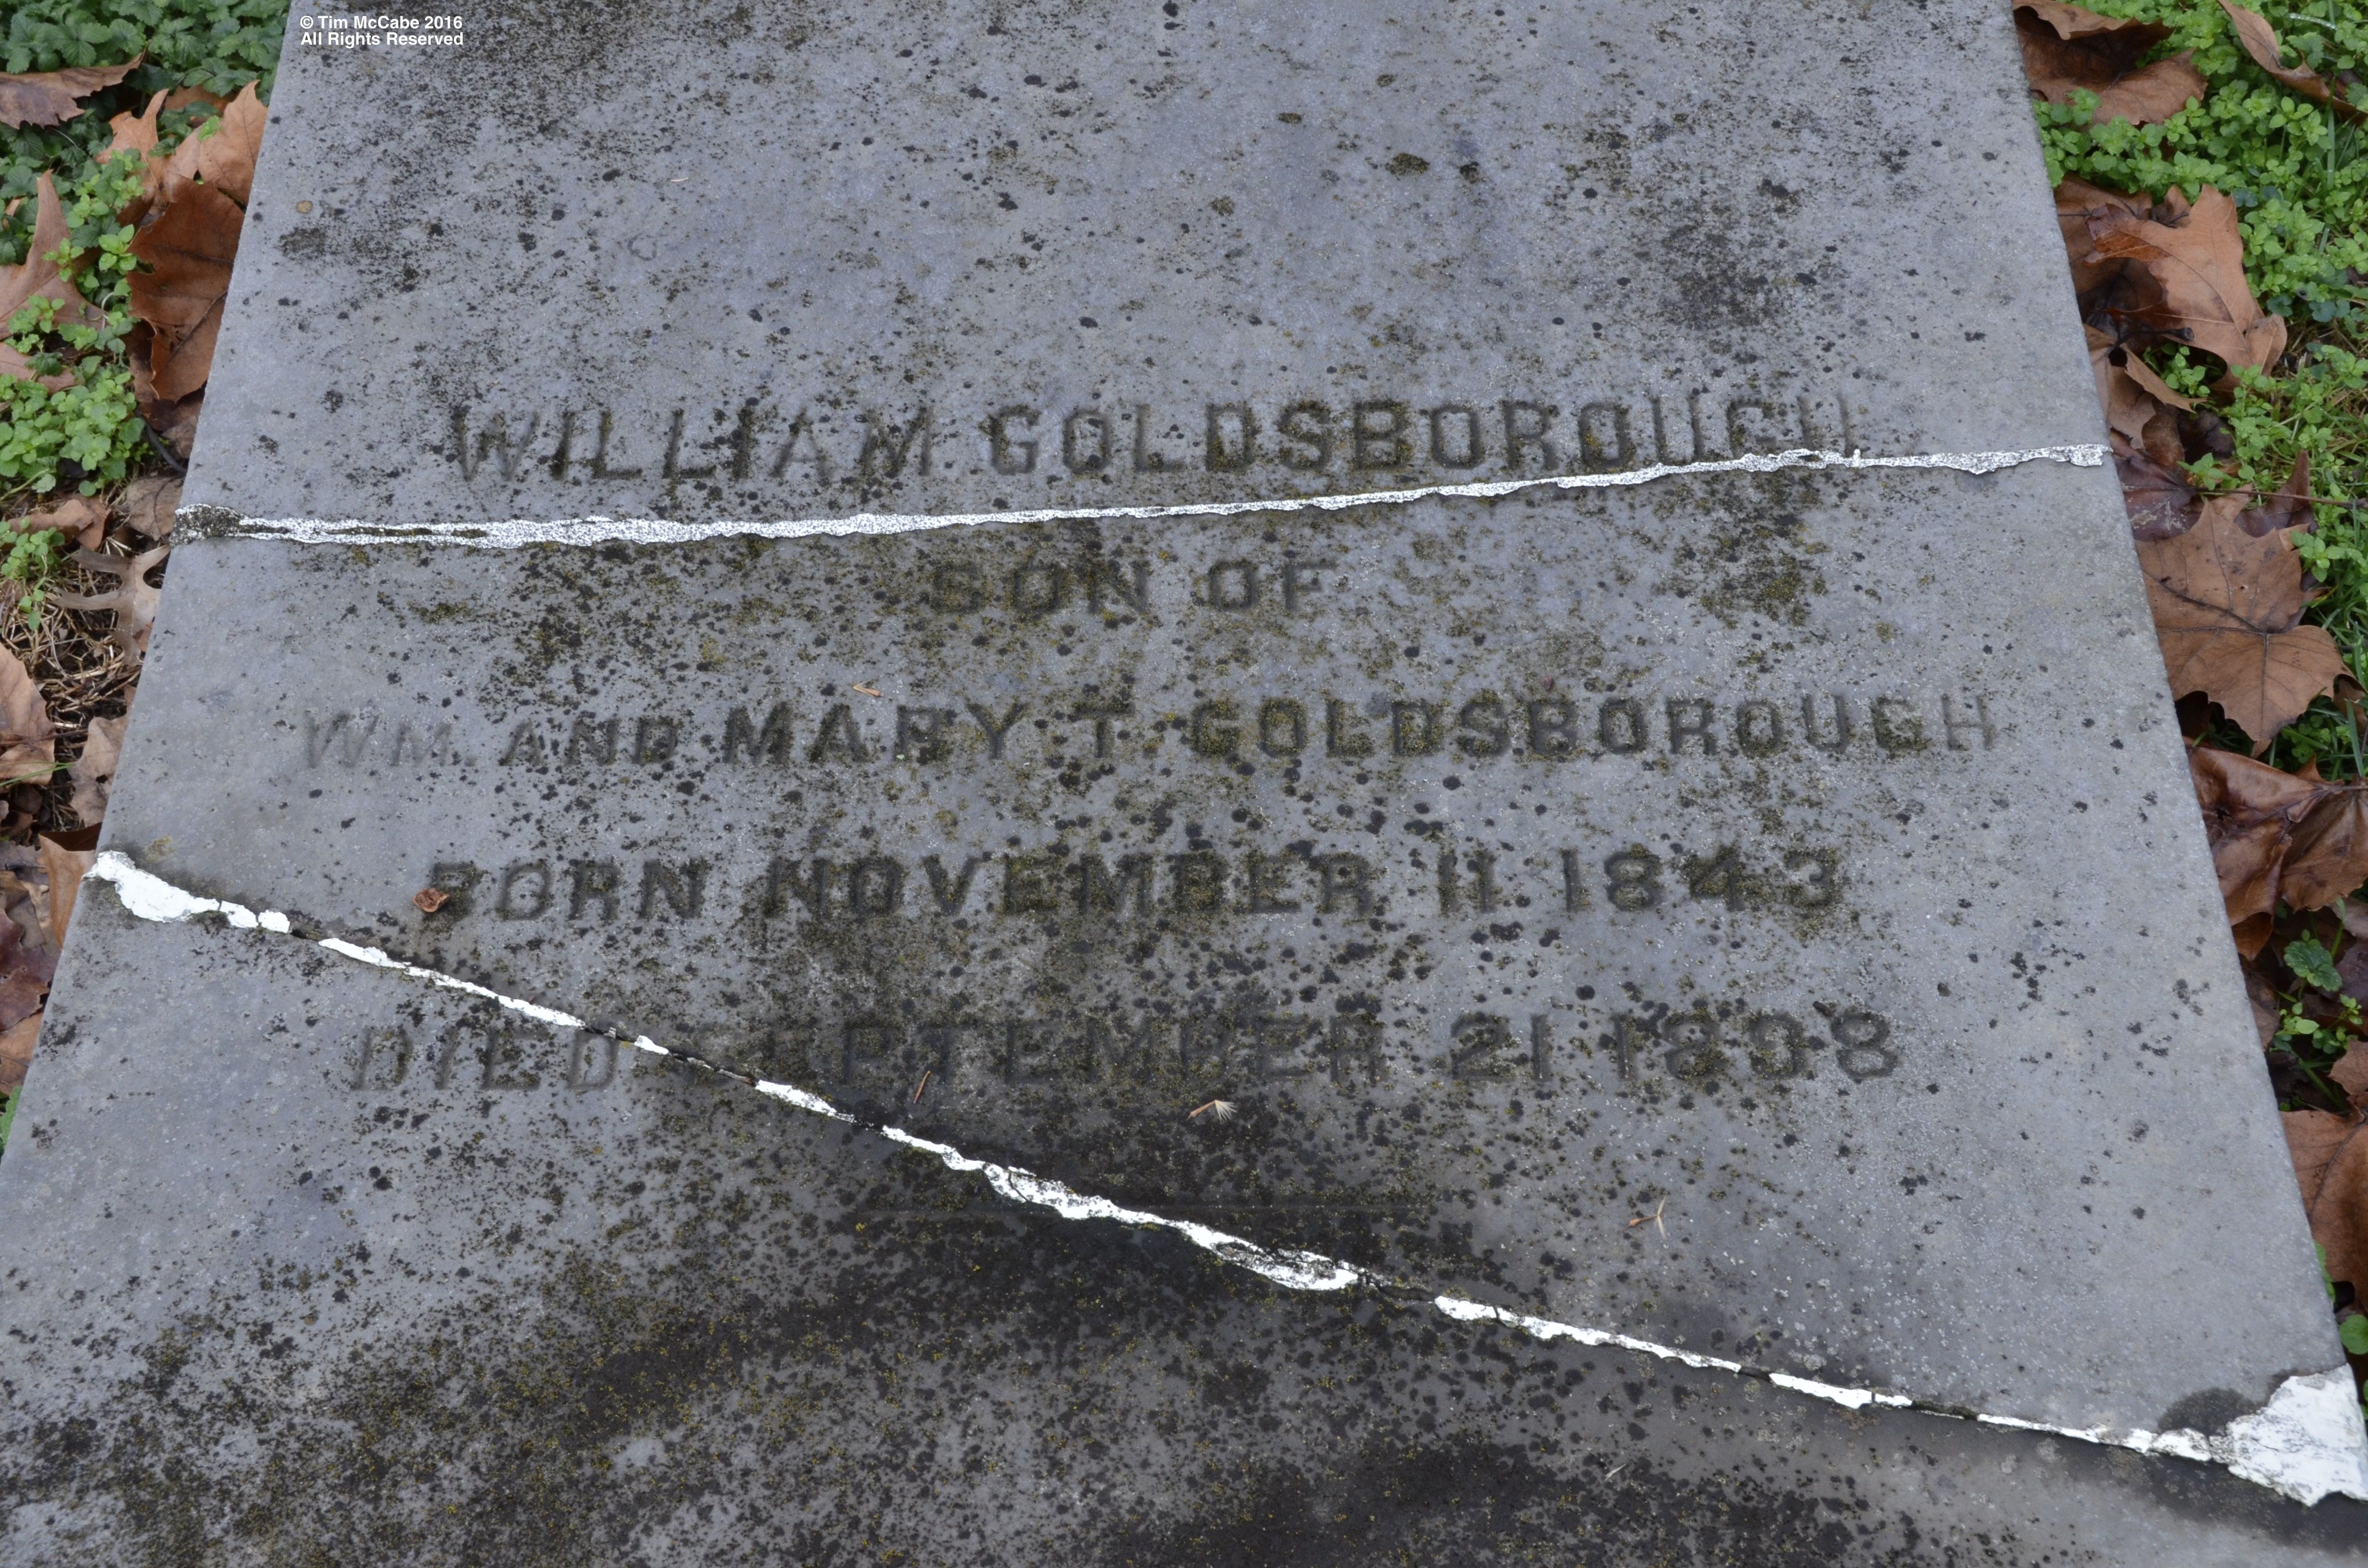 © Tim McCabe 2016
All Rights Reserved
WILLIAM GOLDSBOROUGH
SON OF
WM. AND MARY T. GOLDSBOROUGH
BORN NOVEMBER 11 1843
DIED SEPTEMBER 21 1898